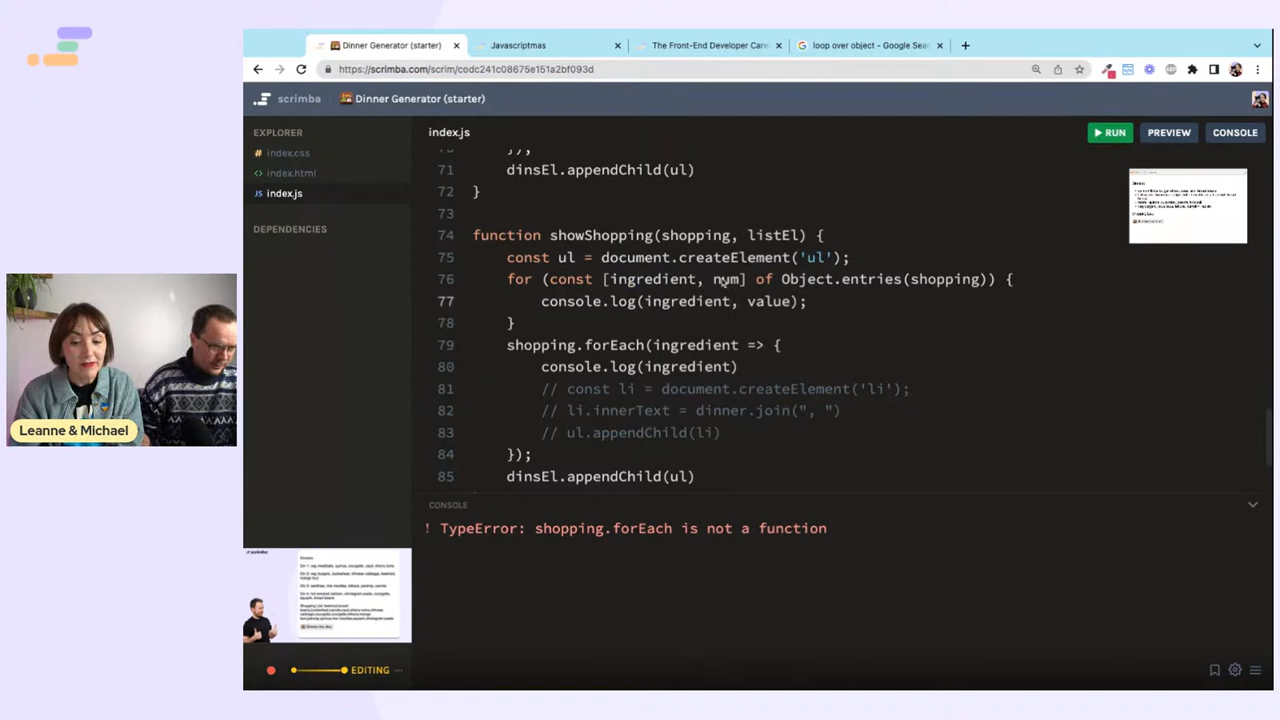 Dinner Generator (starter)
Javascriptmas
The Front-End Developer Care
loop over object - Google Sear
https://scrimba.com/scrim/codc241c08675e151a2bf093d
scrimba
Dinner Generator (starter)
EXPLORER
index.css
index.html
JS index.js
DEPENDENCIES
index.js
RUN
PREVIEW
CONSOLE
70 });
71 dinsEl.appendChild(ul)
72 }
73
74 function showShopping(shopping, listEl) {
75 const ul = document.createElement('ul');
76 for (const [ingredient, num] of Object.entries(shopping)) {
77 console.log(ingredient, value);
78 }
79 shopping.forEach(ingredient => {
80 console.log(ingredient)
81 // const li = document.createElement('li');
82 // li.innerText = dinner.join(", ")
83 // ul.appendChild(li)
84 });
85 dinsEl.appendChild(ul)
CONSOLE
! TypeError: shopping.forEach is not a function
Leanne & Michael
EDITING